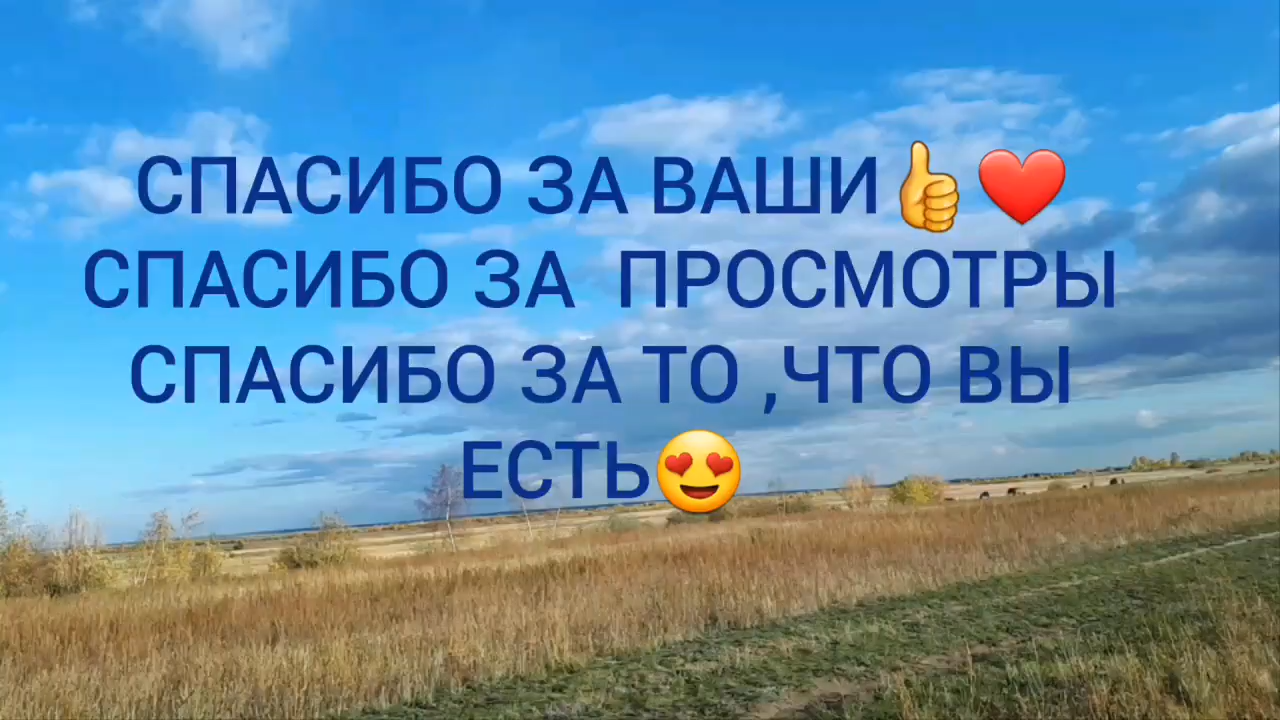 СПАСИБО ЗА ВАШИ👍❤️
СПАСИБО ЗА  ПРОСМОТРЫ
СПАСИБО ЗА ТО ,ЧТО ВЫ
ЕСТЬ😍